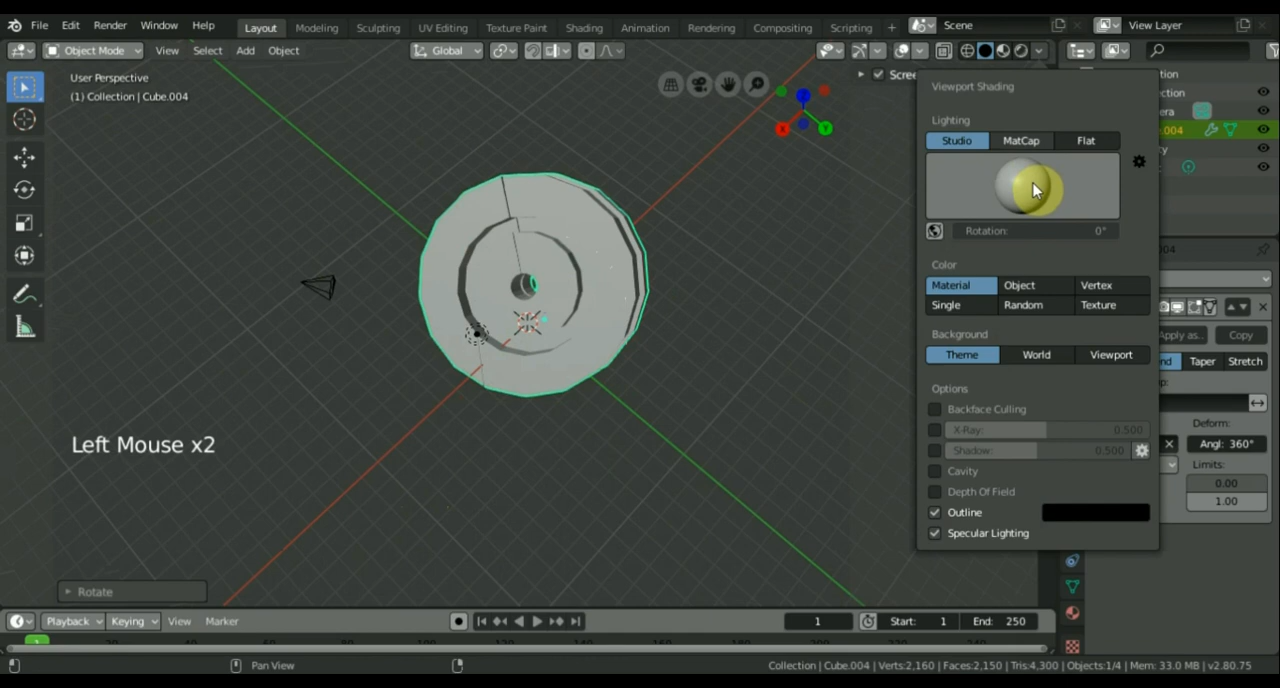 File Edit Render Window Help Layout Modeling Sculpting UV Editing Texture Paint Shading Animation Rendering Compositing Scripting + Scene View Layer
Object Mode View Select Add Object Global
User Perspective
(1) Collection | Cube.004
Viewport Shading
Lighting
Studio MatCap Flat
Rotation: 0°
Color
Material Object Vertex
Single Random Texture
Background
Theme World Viewport
Options
Backface Culling
X-Ray: 0.500
Shadow: 0.500
Cavity
Depth Of Field
Outline
Specular Lighting
.004
Copy
Taper Stretch
Deform:
Angl: 360°
Limits:
0.00
1.00
X
Y
Left Mouse x2
Rotate
Playback Keying View Marker 1 Start: 1 End: 250
Pan View
Collection | Cube.004 | Verts:2,160 | Faces:2,150 | Tris:4,300 | Objects:1/4 | Mem: 33.0 MB | v2.80.75